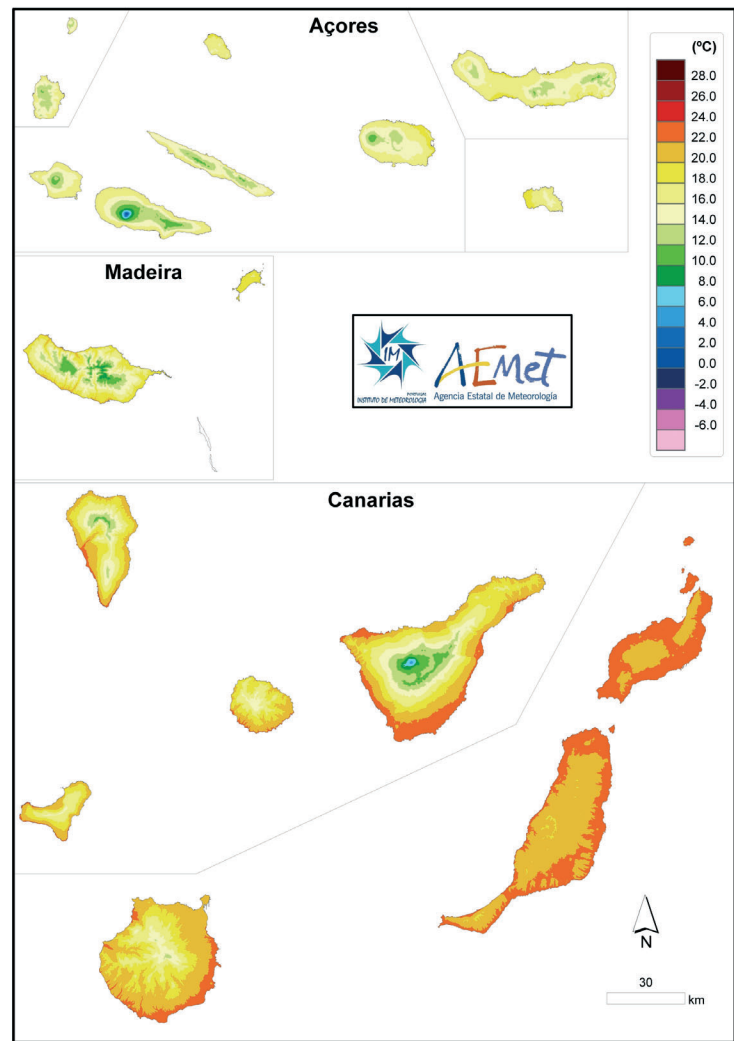 Açores
(ºC)
28.0
26.0
24.0
22.0
20.0
18.0
16.0
14.0
12.0
10.0
8.0
6.0
4.0
2.0
0.0
-2.0
-4.0
-6.0
Madeira
IM
PORTUGAL
INSTITUTO DE METEOROLOGIA
AEMet
Agencia Estatal de Meteorología
Canarias
N
30
km